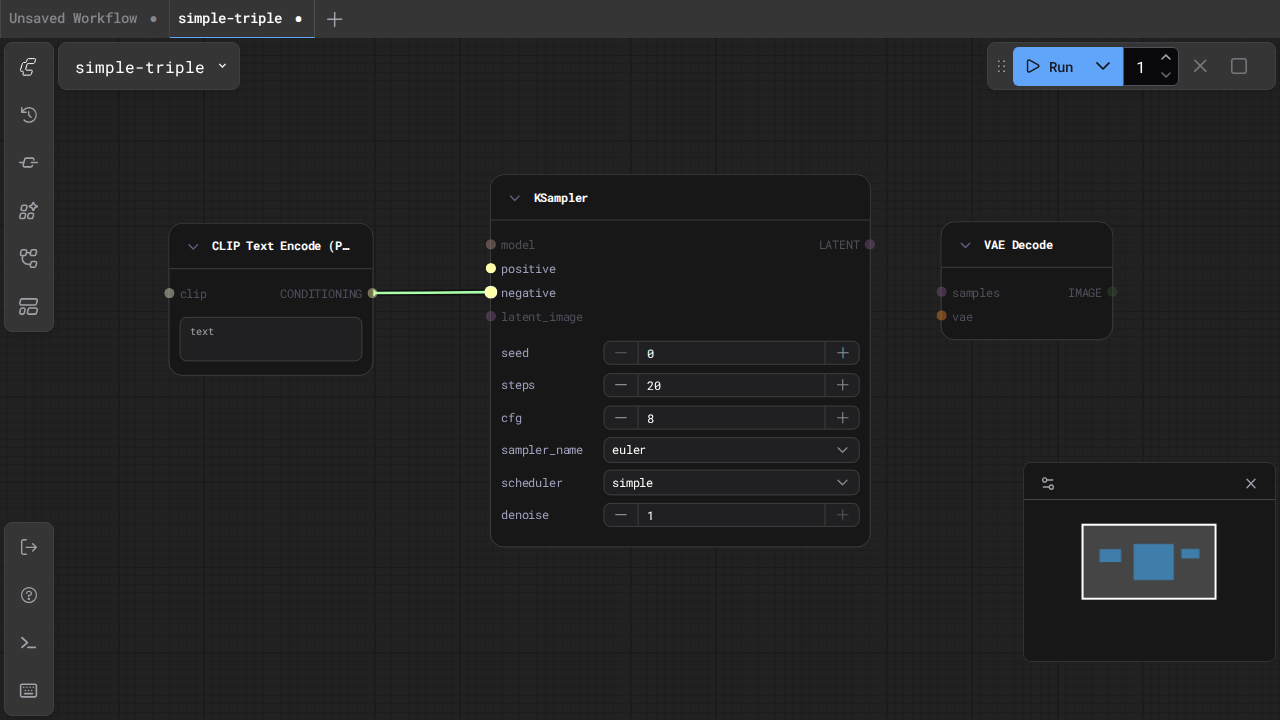 Unsaved Workflow
simple-triple
simple-triple
Run
1
CLIP Text Encode (P…
clip
CONDITIONING
text
KSampler
model
LATENT
positive
negative
latent_image
seed
0
steps
20
cfg
8
sampler_name
euler
scheduler
simple
denoise
1
VAE Decode
samples
IMAGE
vae